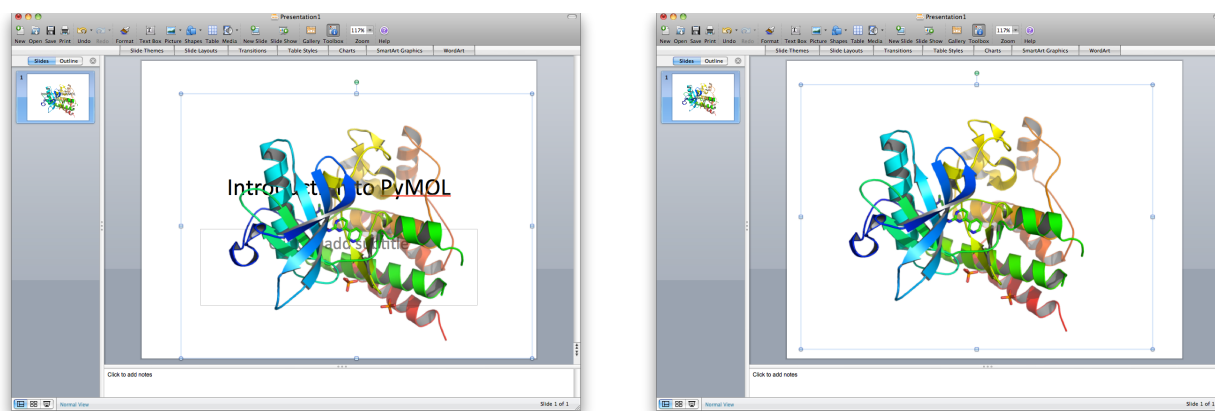 Presentation1
New Open Save Print Undo Redo Format Text Box Picture Shapes Table Media New Slide Slide Show Gallery Toolbox Zoom Help
117%
Slide Themes Slide Layouts Transitions Table Styles Charts SmartArt Graphics WordArt
Slides Outline
1
Introduction to PyMOL
add subtitle
Click to add notes
Normal View
Slide 1 of 1
Presentation1
New Open Save Print Undo Redo Format Text Box Picture Shapes Table Media New Slide Slide Show Gallery Toolbox Zoom Help
117%
Slide Themes Slide Layouts Transitions Table Styles Charts SmartArt Graphics WordArt
Slides Outline
1
Click to add notes
Normal View
Slide 1 of 1